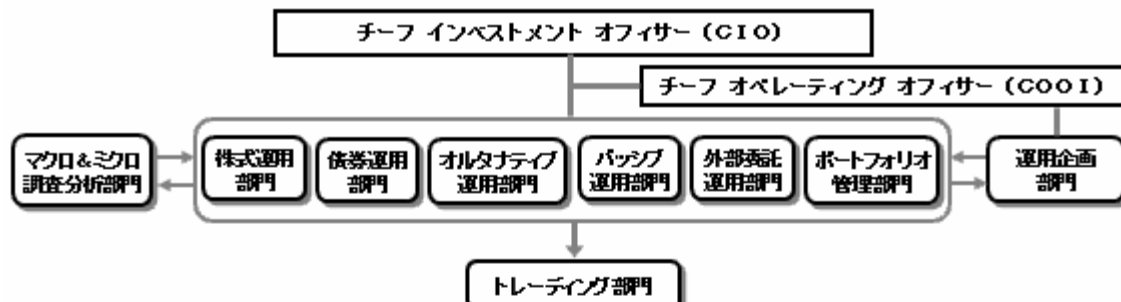 チーフ インベストメント オフィサー (CIO)
チーフ オペレーティング オフィサー (COOI)
マクロ&ミクロ
調査分析部門
株式運用
部門
債券運用
部門
オルタナティブ
運用部門
パッシブ
運用部門
外部委託
運用部門
ポートフォリオ
管理部門
運用企画
部門
トレーディング部門